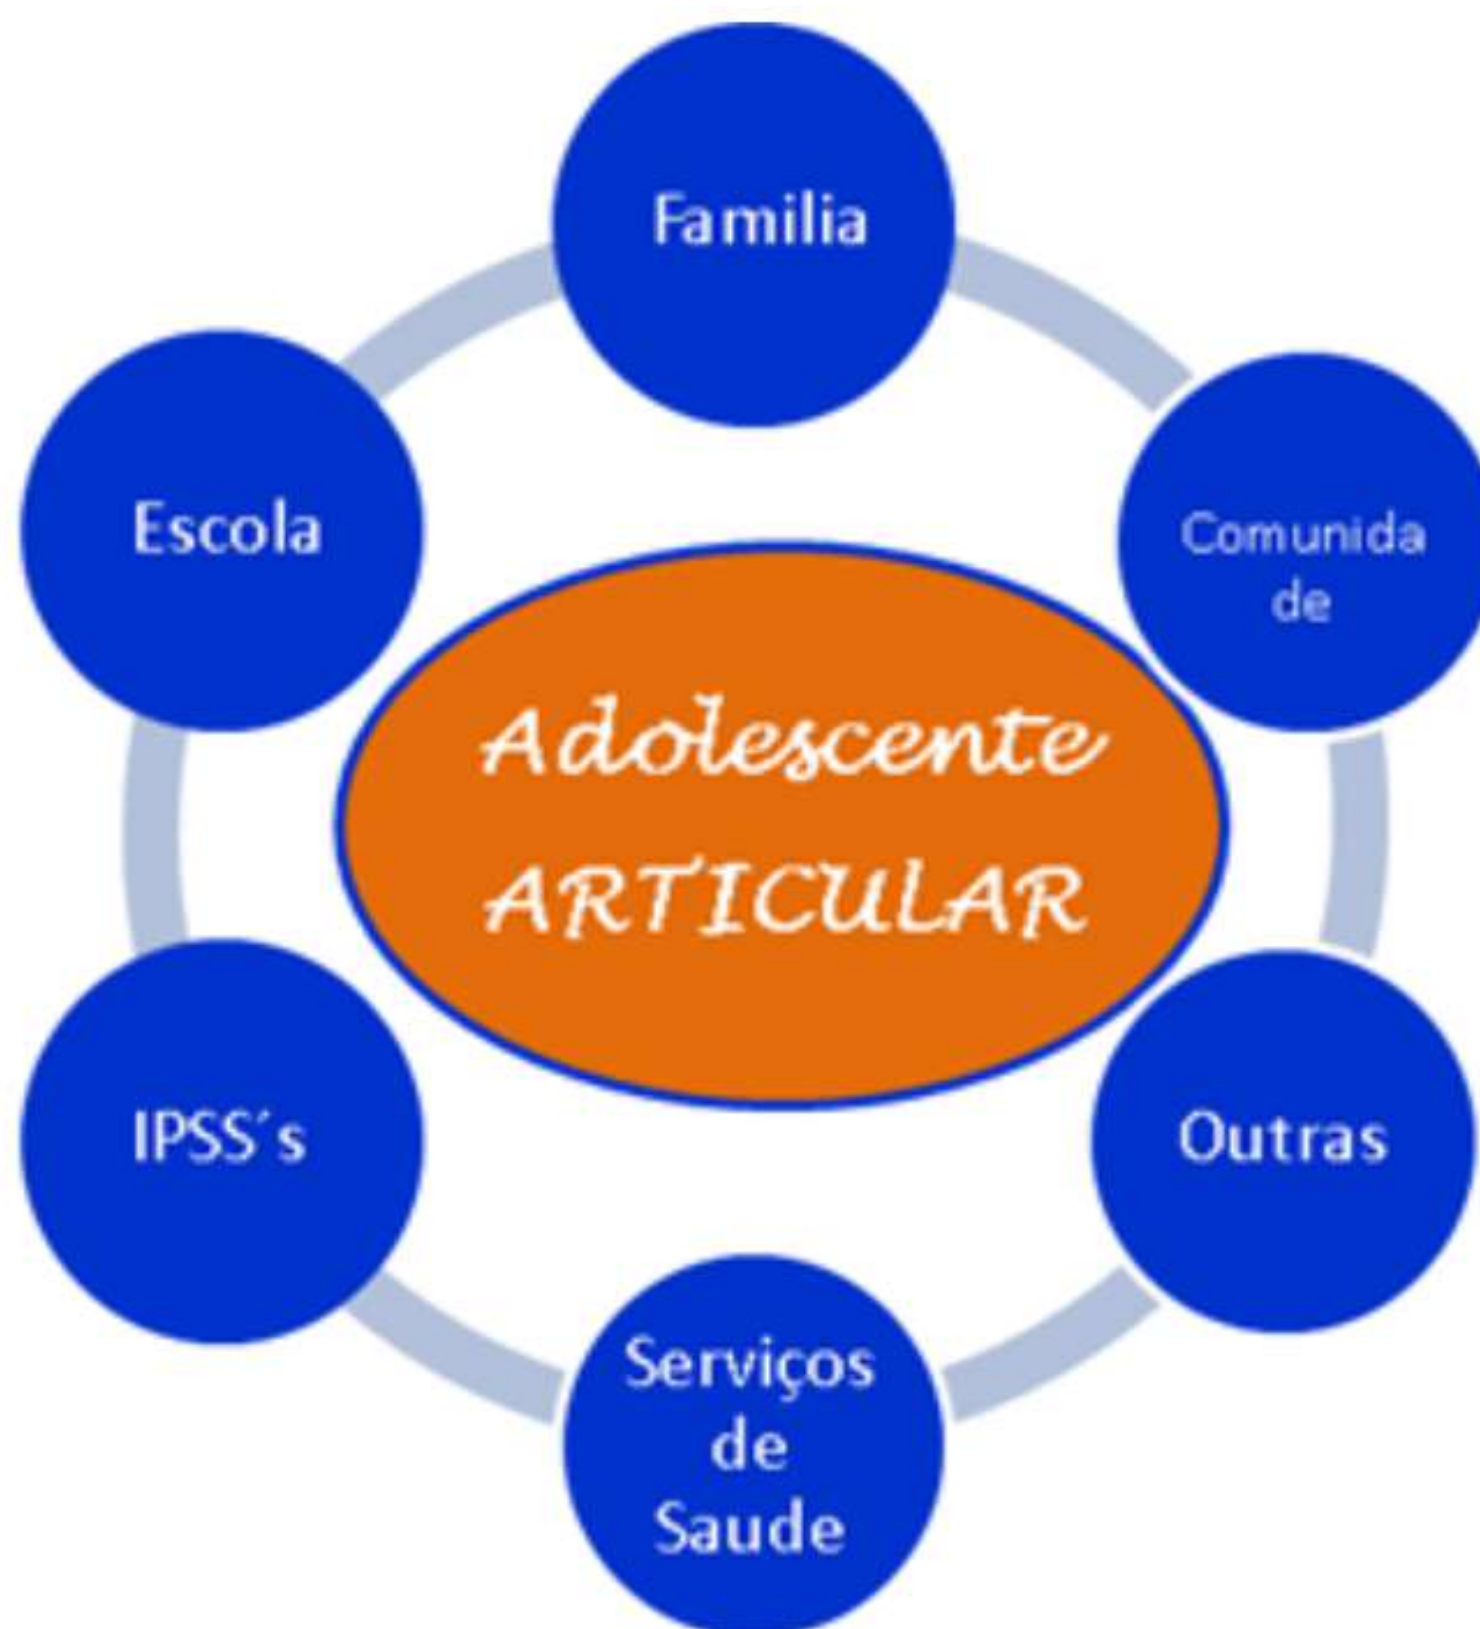 Familia
Escola
Comunida
de
Adolescente
ARTICULAR
IPSS´s
Outras
Serviços
de
Saude